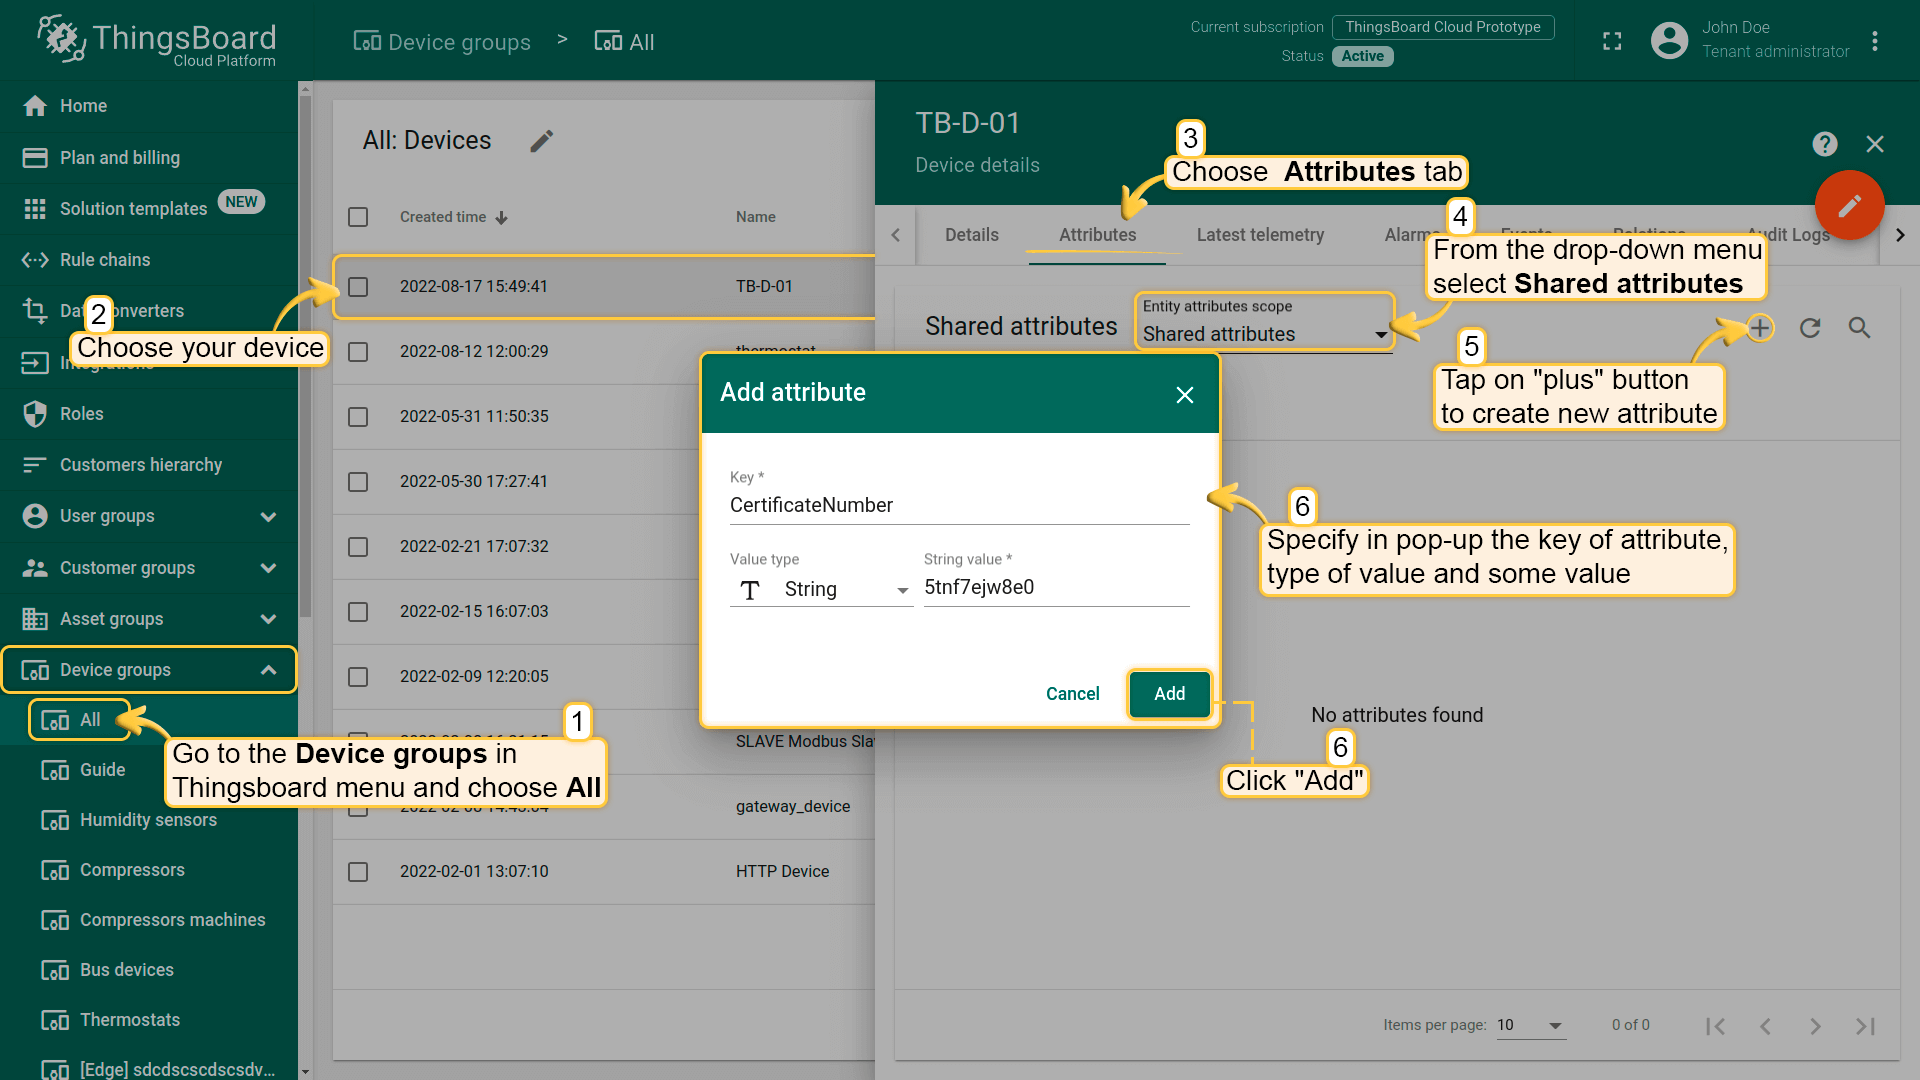 ThingsBoard
Cloud Platform
Device groups > All
Current subscription ThingsBoard Cloud Prototype
Status Active
John Doe
Tenant administrator
Home
Plan and billing
Solution templates NEW
Rule chains
2
Choose your device
Roles
Customers hierarchy
User groups
Customer groups
Asset groups
Device groups
All
1
Go to the Device groups in
Thingsboard menu and choose All
Guide
Humidity sensors
Compressors
Compressors machines
Bus devices
Thermostats
[Edge] sdcdscscdscsdv...
All: Devices
Created time Name
2022-08-17 15:49:41 TB-D-01
2022-08-12 12:00:29 thermostat
2022-05-31 11:50:35
2022-05-30 17:27:41
2022-02-21 17:07:32
2022-02-15 16:07:03
2022-02-09 12:20:05
SLAVE Modbus Sla
gateway_device
2022-02-01 13:07:10 HTTP Device
TB-D-01
Device details
3
Choose Attributes tab
Details Attributes Latest telemetry Alarms Events Relations Audit Logs
4
From the drop-down menu
select Shared attributes
Shared attributes
Entity attributes scope
Shared attributes
5
Tap on "plus" button
to create new attribute
Add attribute
Key *
CertificateNumber
Value type
String
String value *
5tnf7ejw8e0
Cancel Add
6
Specify in pop-up the key of attribute,
type of value and some value
No attributes found
6
Click "Add"
Items per page: 10 0 of 0